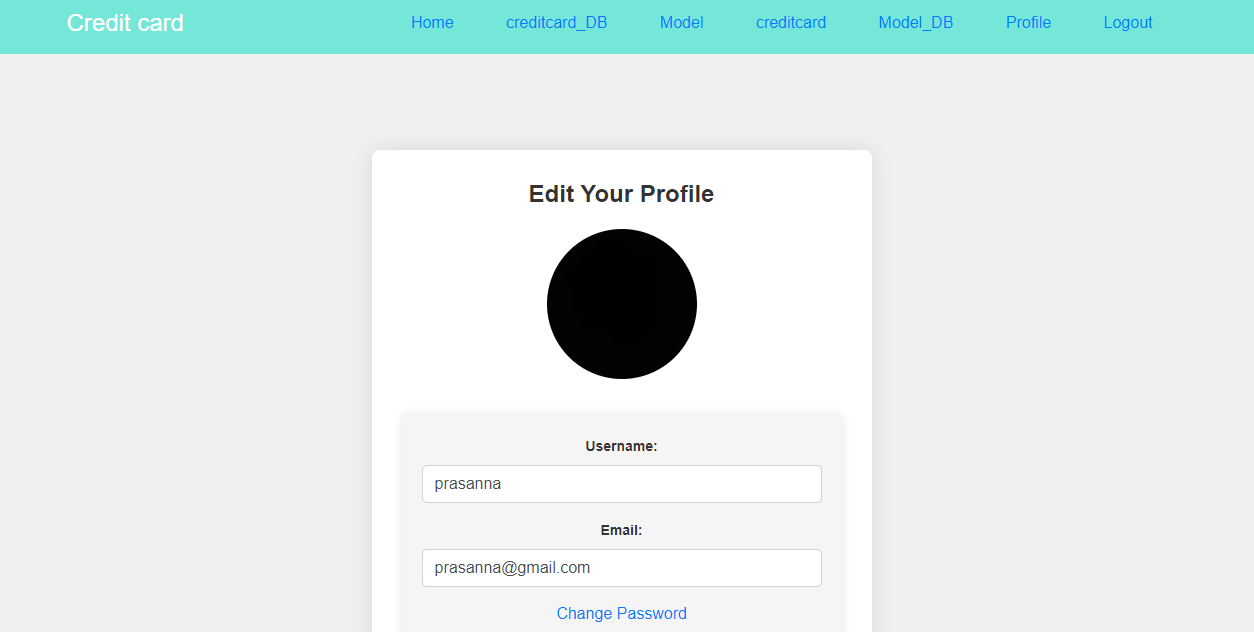 Credit card Home creditcard_DB Model creditcard Model_DB Profile Logout
Edit Your Profile
Username:
prasanna
Email:
prasanna@gmail.com
Change Password